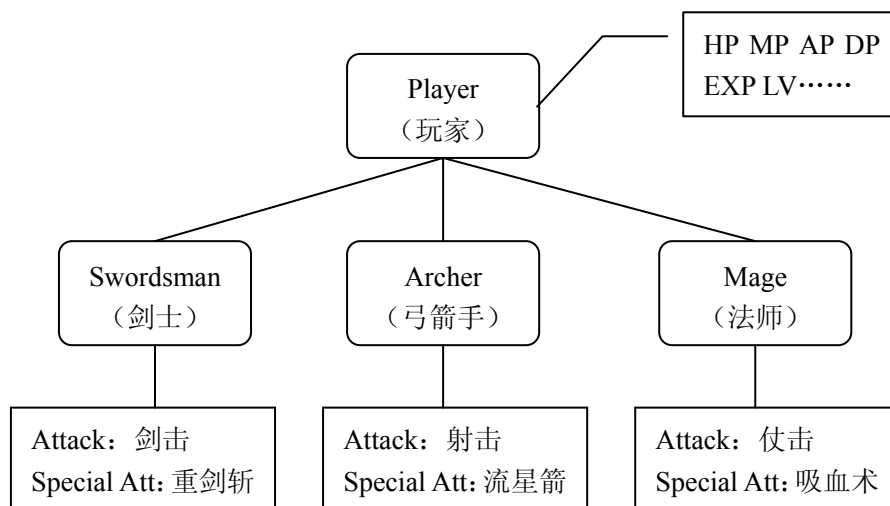 HP MP AP DP
EXP LV⋯⋯
Player
（玩家）
Swordsman
（剑士）
Archer
（弓箭手）
Mage
（法师）
Attack：剑击
Special Att：重剑斩
Attack：射击
Special Att：流星箭
Attack：仗击
Special Att：吸血术